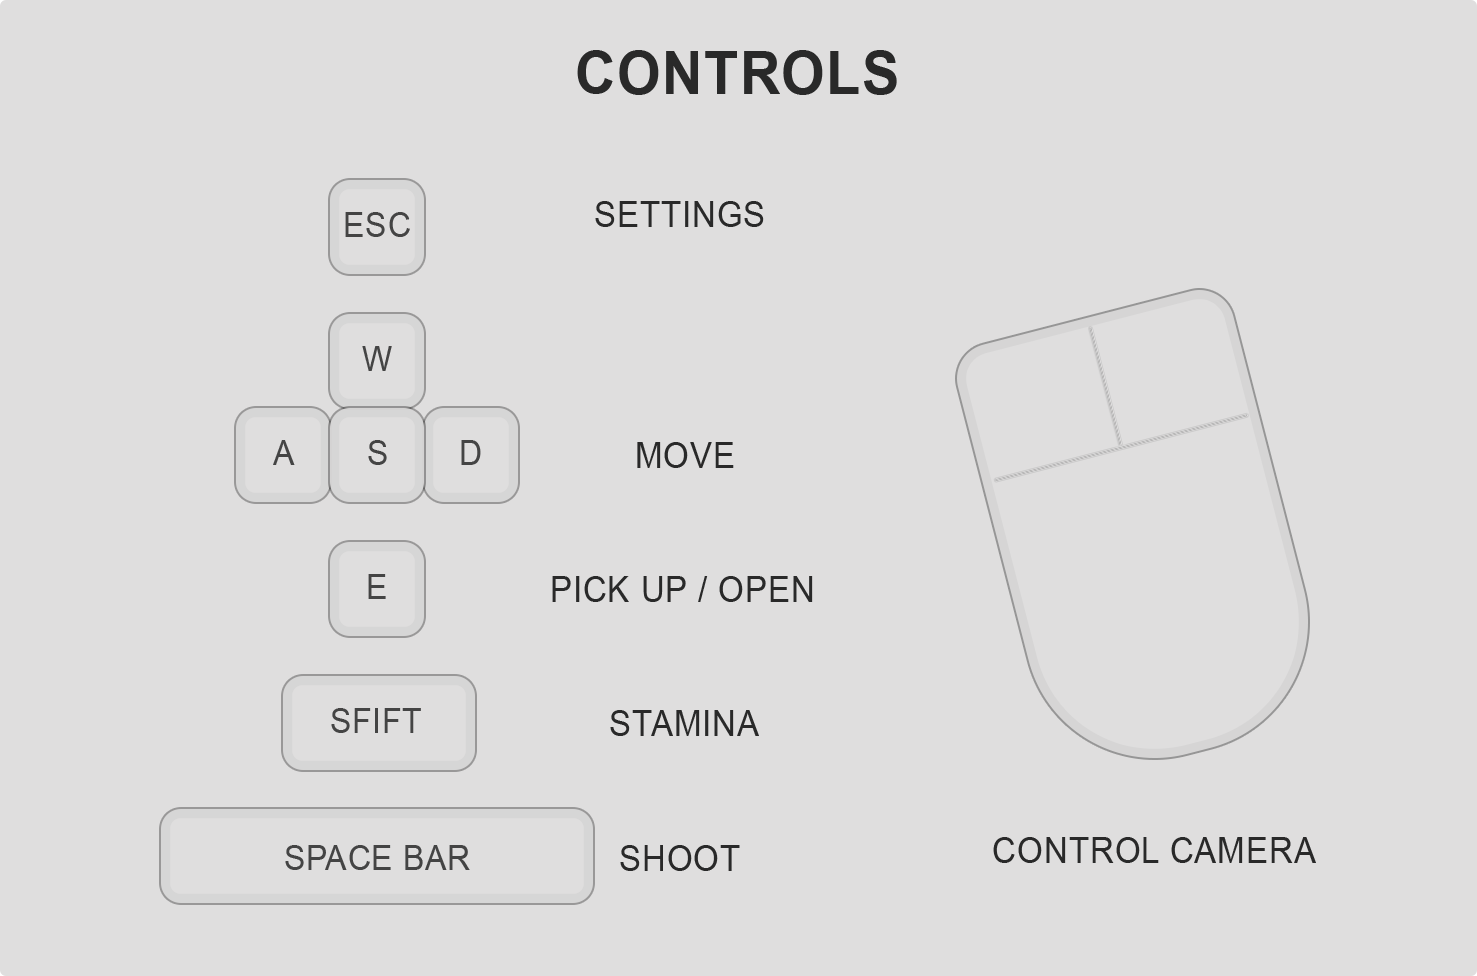 CONTROLS
ESC SETTINGS
W
A S D MOVE
E PICK UP / OPEN
SFIFT STAMINA
SPACE BAR SHOOT
CONTROL CAMERA